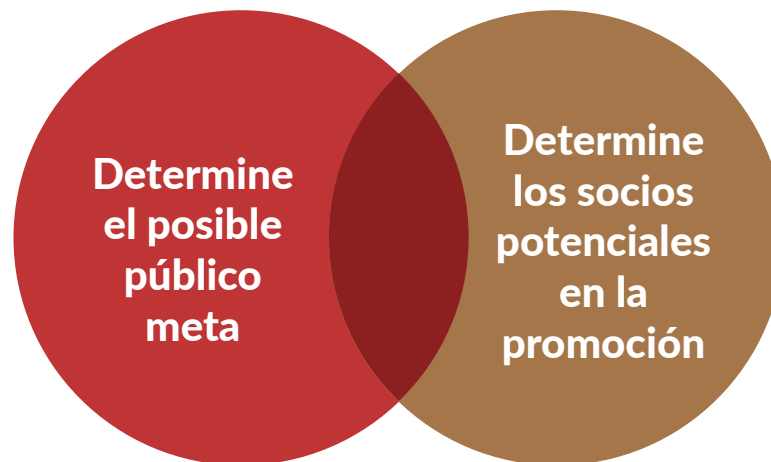 Determine
el posible
público
meta
Determine
los socios
potenciales
en la
promoción